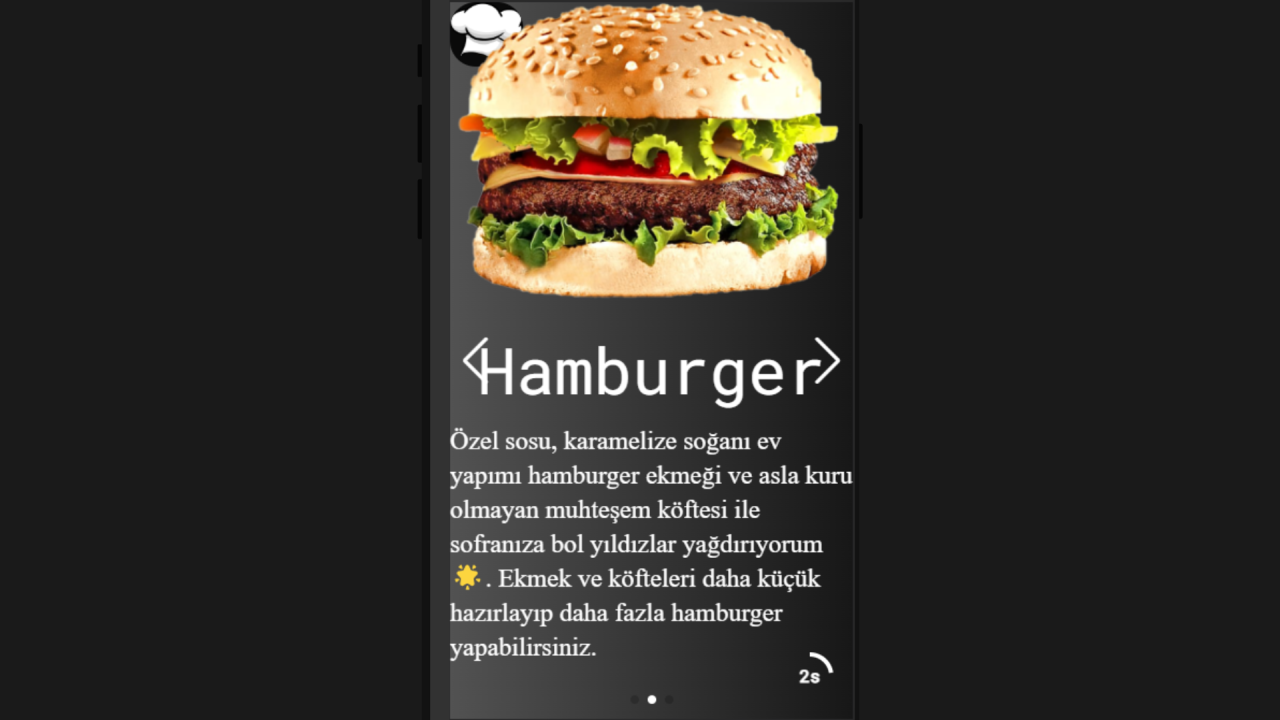 Hamburger
Özel sosu, karamelize soğanı ev
yapımı hamburger ekmeği ve asla kuru
olmayan muhteşem köftesi ile
sofranıza bol yıldızlar yağdırıyorum
🌟. Ekmek ve köfteleri daha küçük
hazırlayıp daha fazla hamburger
yapabilirsiniz.
2s